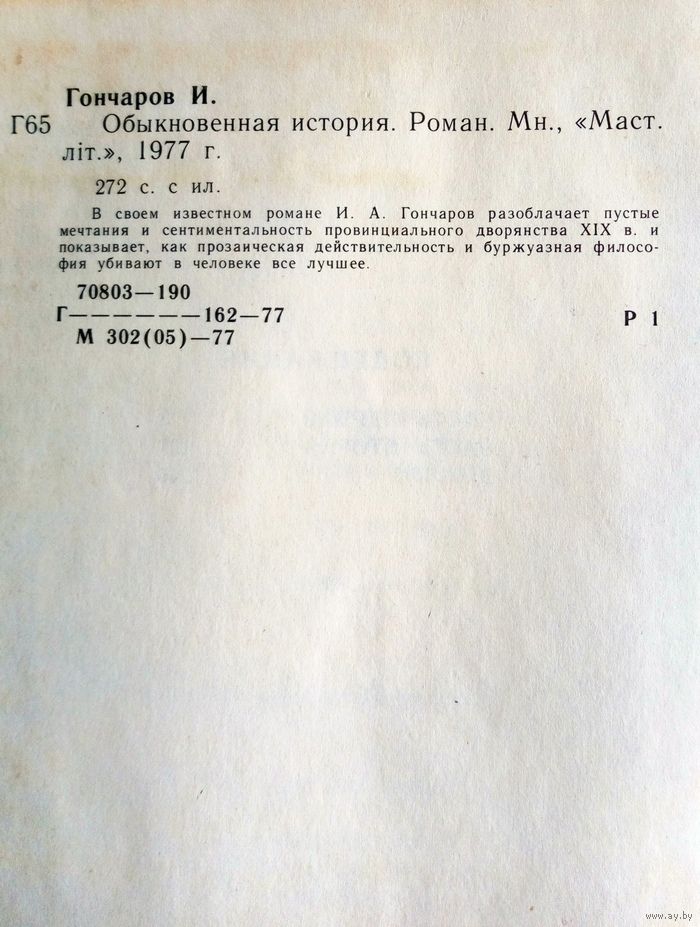 Гончаров И.
Г65 Обыкновенная история. Роман. Мн., «Маст.
літ.», 1977 г.
272 с. с ил.
В своем известном романе И. А. Гончаров разоблачает пустые
мечтания и сентиментальность провинциального дворянства XIX в. и
показывает, как прозаическая действительность и буржуазная филосо-
фия убивают в человеке все лучшее.
70803—190
Г——————162—77 Р 1
М 302(05)—77
www.ay.by